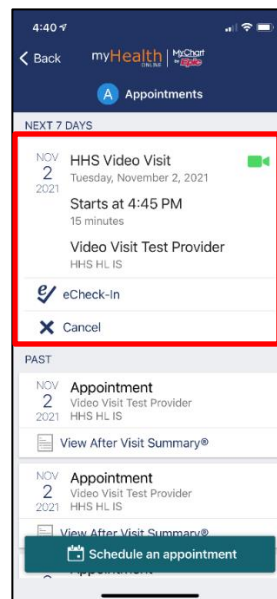 4:40
Back
myHealth ONLINE MyChart by Epic
A Appointments
NEXT 7 DAYS
NOV 2 2021
HHS Video Visit
Tuesday, November 2, 2021
Starts at 4:45 PM
15 minutes
Video Visit Test Provider
HHS HL IS
eCheck-In
Cancel
PAST
NOV 2 2021
Appointment
Video Visit Test Provider
HHS HL IS
View After Visit Summary®
NOV 2 2021
Appointment
Video Visit Test Provider
HHS HL IS
View After Visit Summary®
Schedule an appointment